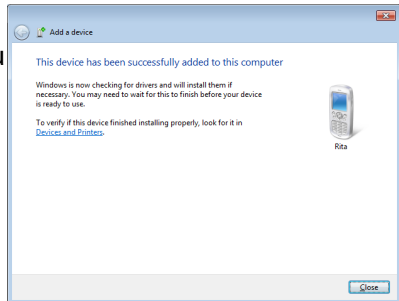 Add a device
This device has been successfully added to this computer
Windows is now checking for drivers and will install them if
necessary. You may need to wait for this to finish before your device
is ready to use.
To verify if this device finished installing properly, look for it in
Devices and Printers.
Rita
Close